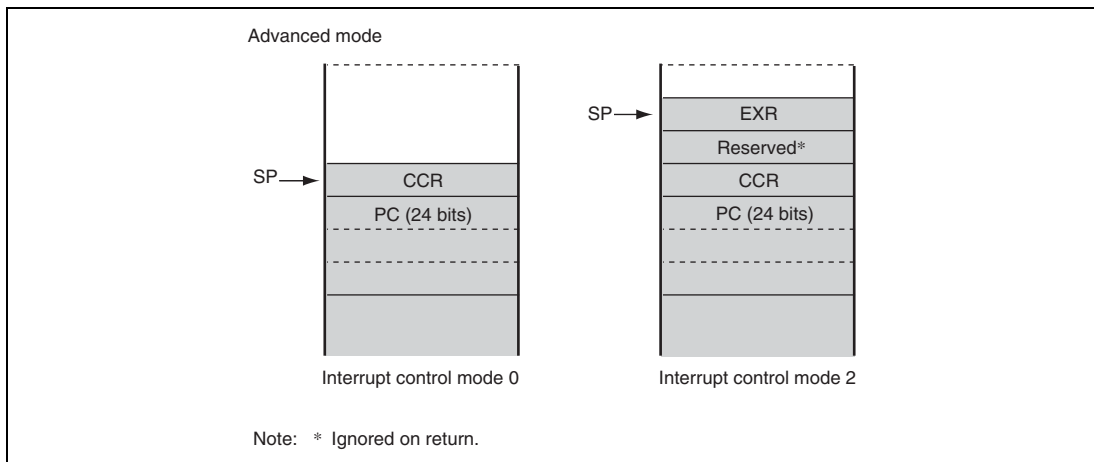 Advanced mode
SP
CCR
PC (24 bits)
Interrupt control mode 0
SP
EXR
Reserved*
CCR
PC (24 bits)
Interrupt control mode 2
Note: * Ignored on return.